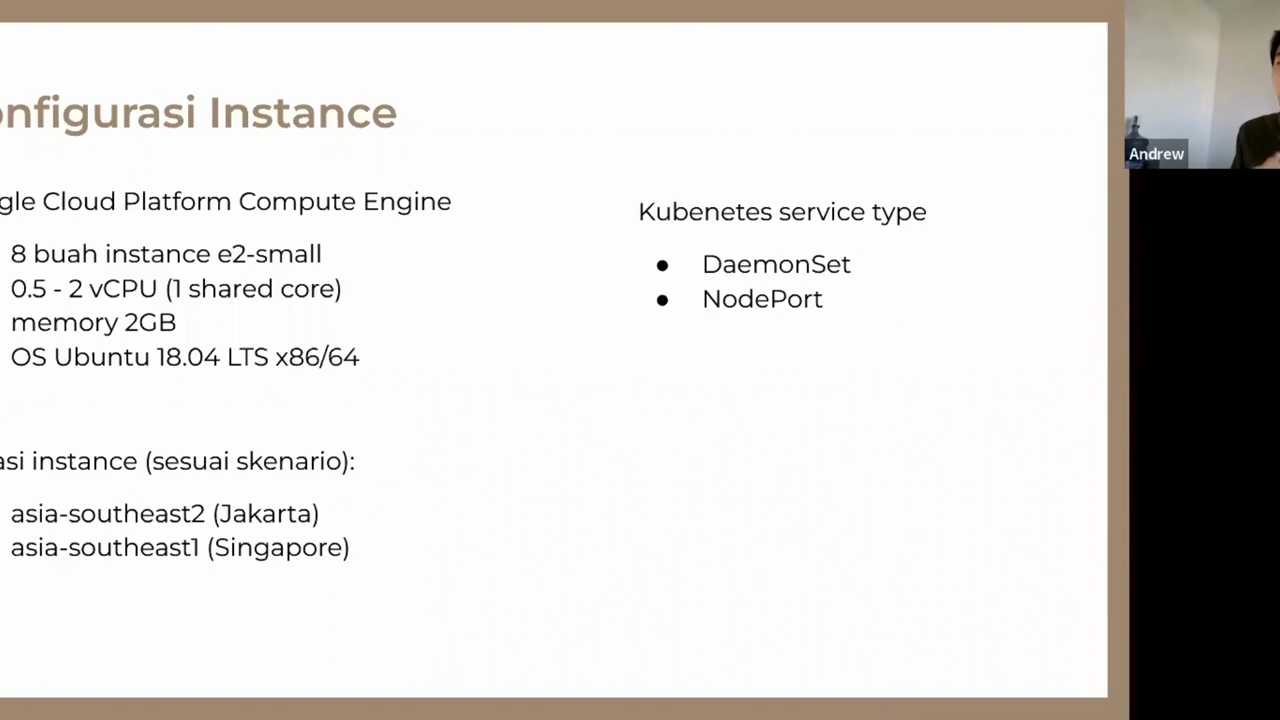 onfigurasi Instance
gle Cloud Platform Compute Engine
8 buah instance e2-small
0.5 - 2 vCPU (1 shared core)
memory 2GB
OS Ubuntu 18.04 LTS x86/64
asi instance (sesuai skenario):
asia-southeast2 (Jakarta)
asia-southeast1 (Singapore)
Kubenetes service type
● DaemonSet
● NodePort
Andrew